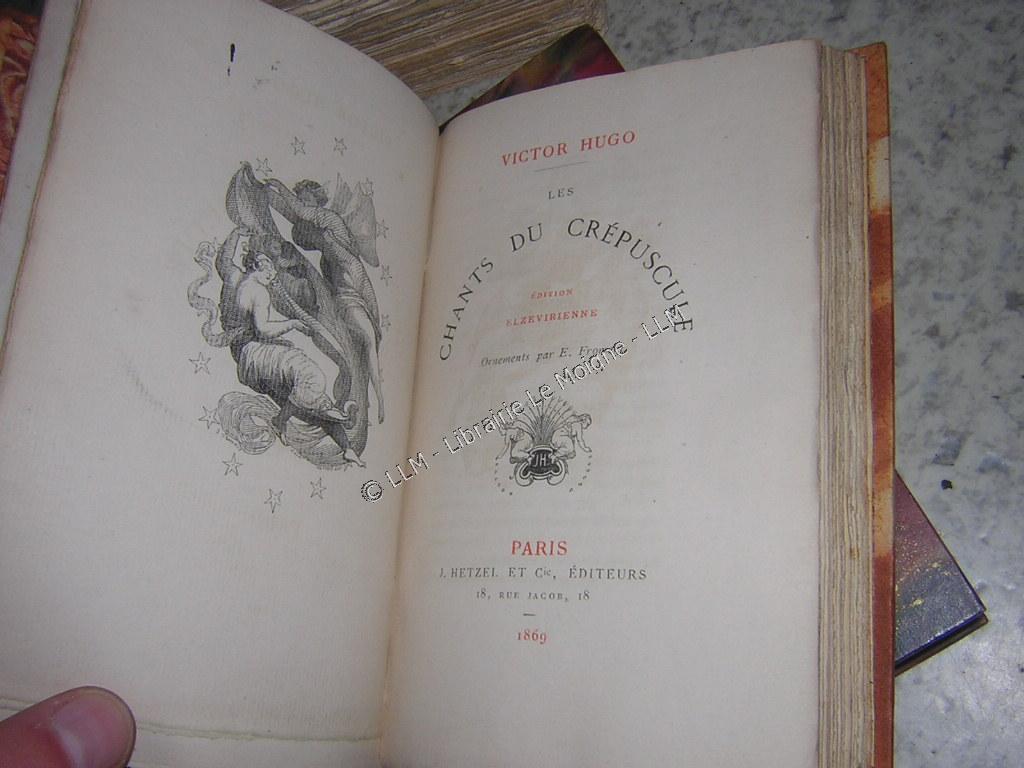 VICTOR HUGO
LES
CHANTS DU CRÉPUSCULE
ÉDITION
ELZEVIRIENNE
Ornements par E.
JH
PARIS
J. HETZEL ET Cie, ÉDITEURS
18, RUE JACOB, 18
1869
© LLM - Librairie Le Moigne - LLM